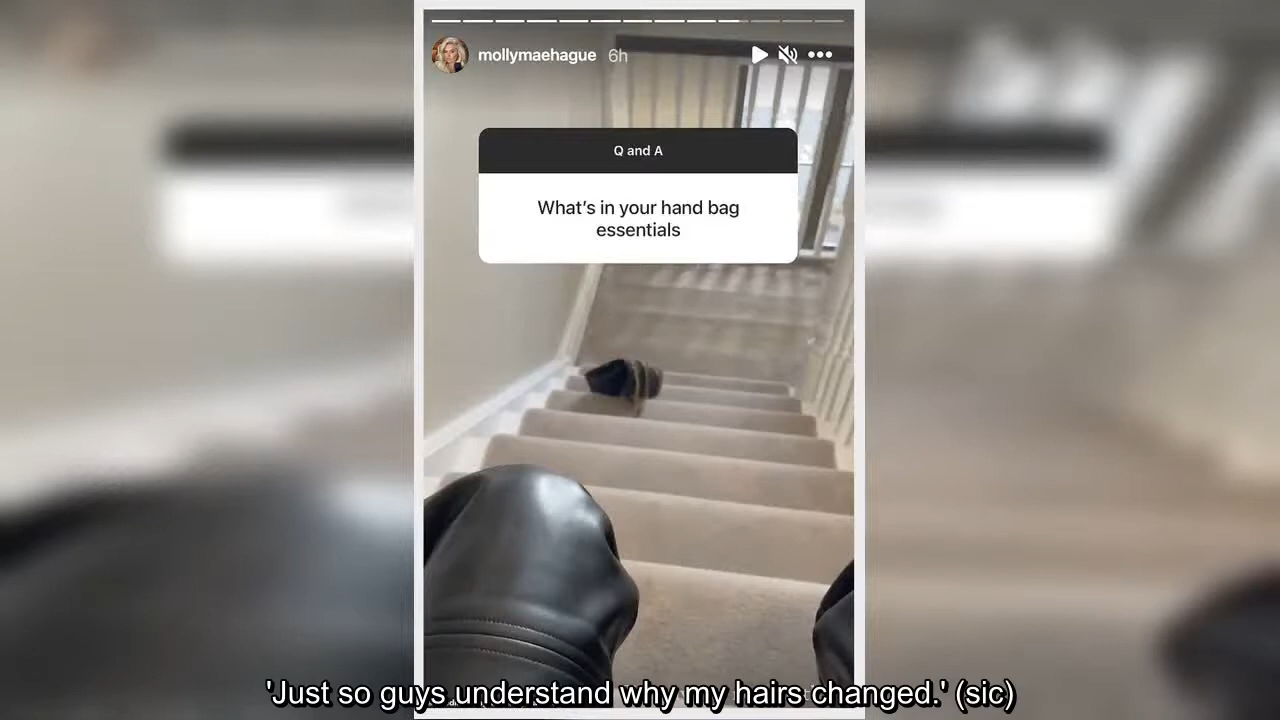 mollymaehague 6h
Q and A
What's in your hand bag
essentials
'Just so guys understand why my hairs changed.' (sic)